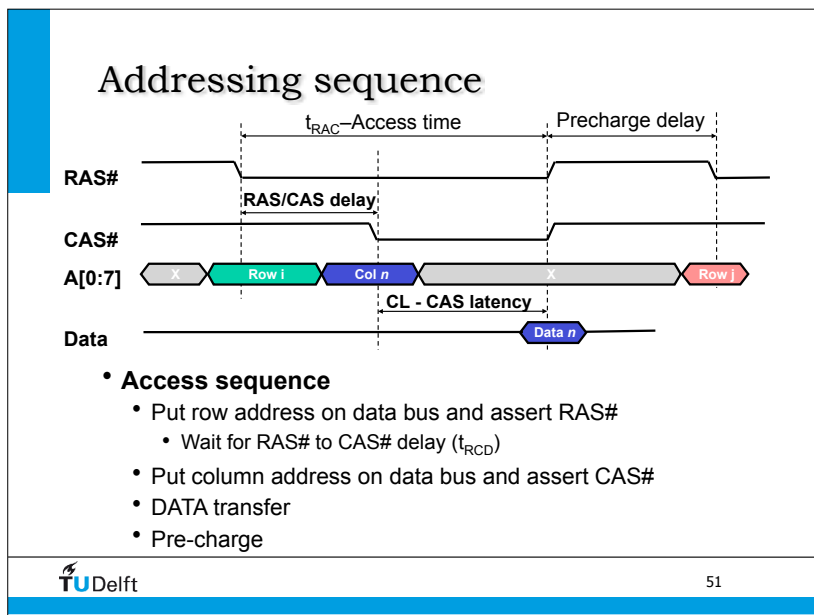 Addressing sequence
tRAC–Access time
Precharge delay
RAS#
RAS/CAS delay
CAS#
A[0:7]
X
Row i
Col n
X
Row j
CL - CAS latency
Data
Data n
• Access sequence
• Put row address on data bus and assert RAS#
• Wait for RAS# to CAS# delay (tRCD)
• Put column address on data bus and assert CAS#
• DATA transfer
• Pre-charge
TUDelft
51